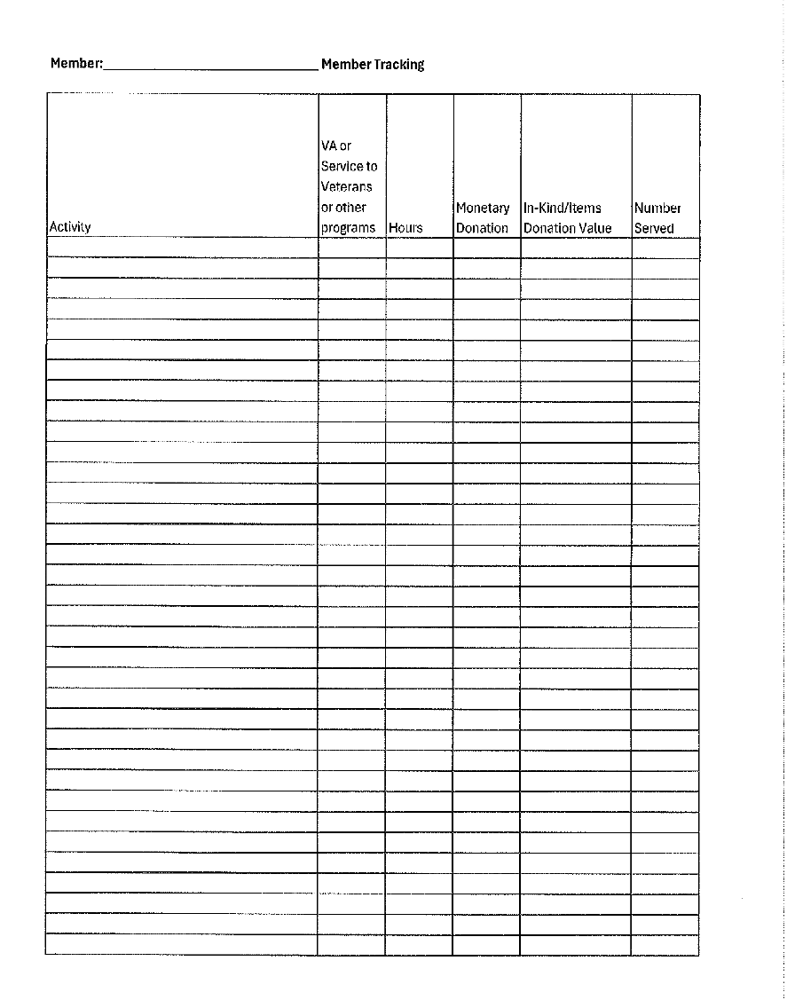 Member:___________________________ Member Tracking
VA or
Service to
Veterans
or other
programs
Activity
Hours
Monetary
Donation
In-Kind/Items
Donation Value
Number
Served